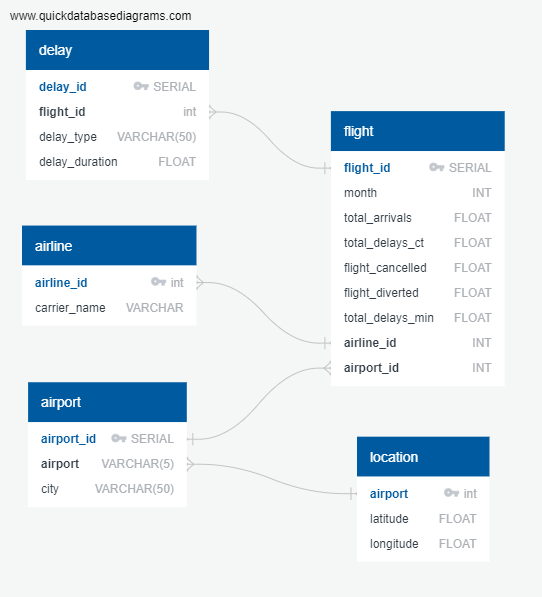 www.quickdatabasediagrams.com
delay
delay_id SERIAL
flight_id int
delay_type VARCHAR(50)
delay_duration FLOAT
flight
flight_id SERIAL
month INT
total_arrivals FLOAT
total_delays_ct FLOAT
flight_cancelled FLOAT
flight_diverted FLOAT
total_delays_min FLOAT
airline_id INT
airport_id INT
airline
airline_id int
carrier_name VARCHAR
airport
airport_id SERIAL
airport VARCHAR(5)
city VARCHAR(50)
location
airport int
latitude FLOAT
longitude FLOAT